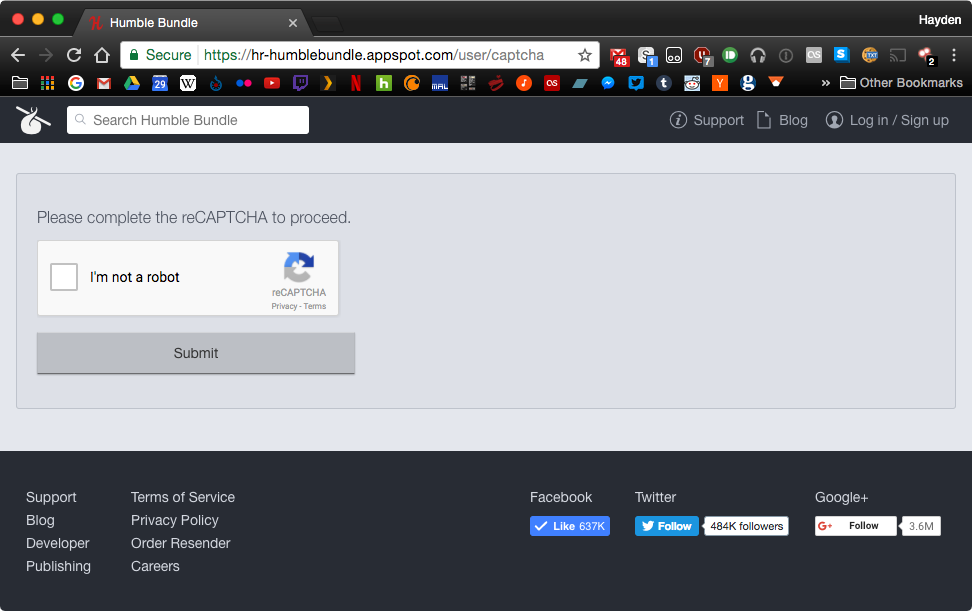 Humble Bundle
Hayden
Secure https://hr-humblebundle.appspot.com/user/captcha
48 1 7 2
29 W MAL OS Y g
» Other Bookmarks
Search Humble Bundle
Support Blog Log in / Sign up
Please complete the reCAPTCHA to proceed.
I'm not a robot
reCAPTCHA
Privacy - Terms
Submit
Support Terms of Service Facebook Twitter Google+
Blog Privacy Policy Like 637K Follow 484K followers G+ Follow 3.6M
Developer Order Resender
Publishing Careers